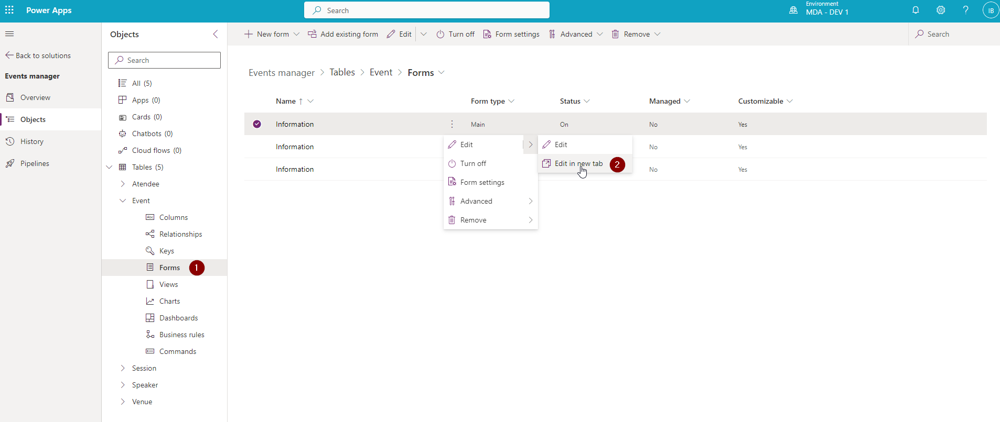 Power Apps
Search
Environment
MDA - DEV 1
IB
Back to solutions
Events manager
Overview
Objects
History
Pipelines
Objects
Search
All (5)
Apps (0)
Cards (0)
Chatbots (0)
Cloud flows (0)
Tables (5)
Atendee
Event
Abc Columns
Relationships
Keys
Forms 1
Views
Charts
Dashboards
Business rules
Commands
Session
Speaker
Venue
New form Add existing form Edit Turn off Form settings Advanced Remove Search
Events manager > Tables > Event > Forms
Name ↑ Form type Status Managed Customizable
Information Main On No Yes
Information No Yes
Information No Yes
Edit
Turn off
Form settings
Advanced
Remove
Edit
Edit in new tab 2